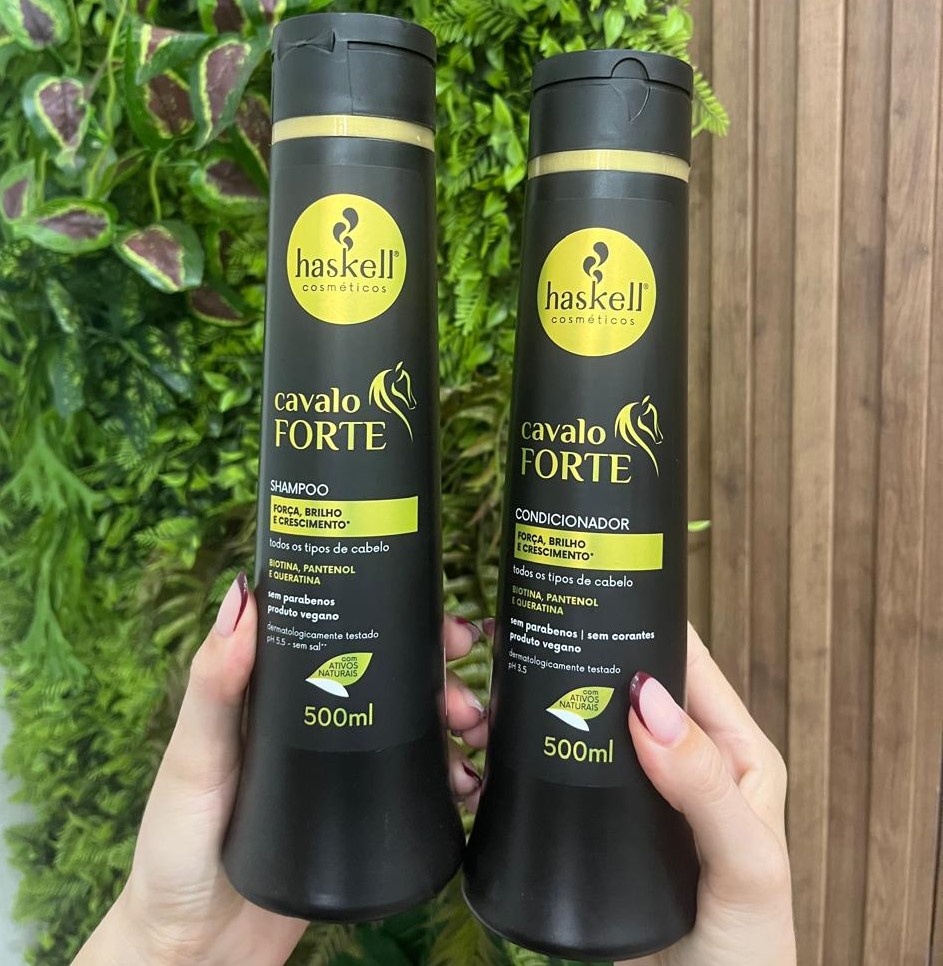 haskell®
cosméticos
cavalo
FORTE
SHAMPOO
FORÇA, BRILHO
E CRESCIMENTO*
todos os tipos de cabelo
BIOTINA, PANTENOL
E QUERATINA
sem parabenos
produto vegano
dermatologicamente testado
pH 5.5 - sem sal**
com
ATIVOS
NATURAIS
500ml
haskell®
cosméticos
cavalo
FORTE
CONDICIONADOR
FORÇA, BRILHO
E CRESCIMENTO*
todos os tipos de cabelo
BIOTINA, PANTENOL
E QUERATINA
sem parabenos | sem corantes
produto vegano
dermatologicamente testado
pH 3.5
com
ATIVOS
NATURAIS
500ml